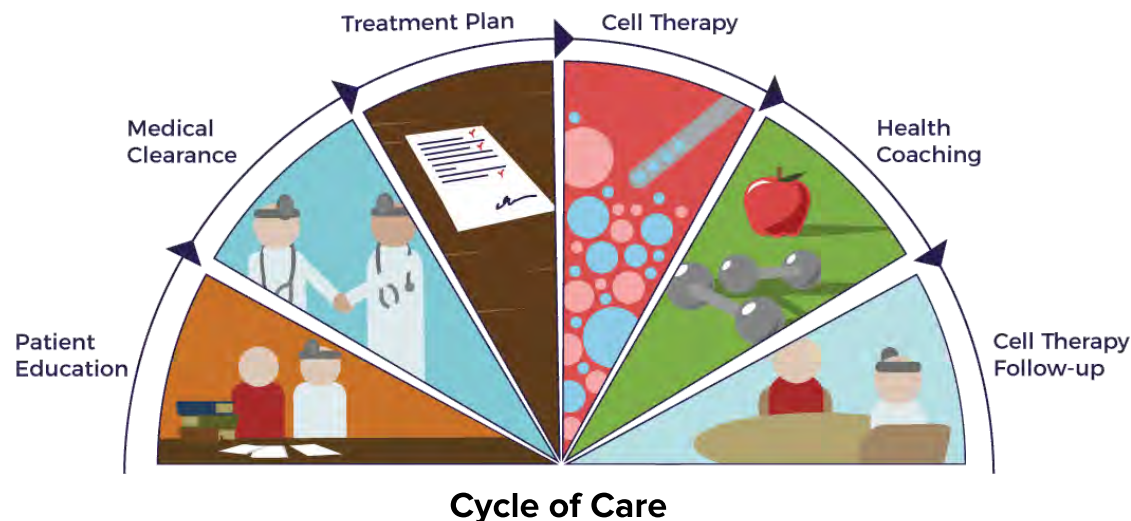 Treatment Plan
Cell Therapy
Medical
Clearance
Health
Coaching
Patient
Education
Cell Therapy
Follow-up
Cycle of Care